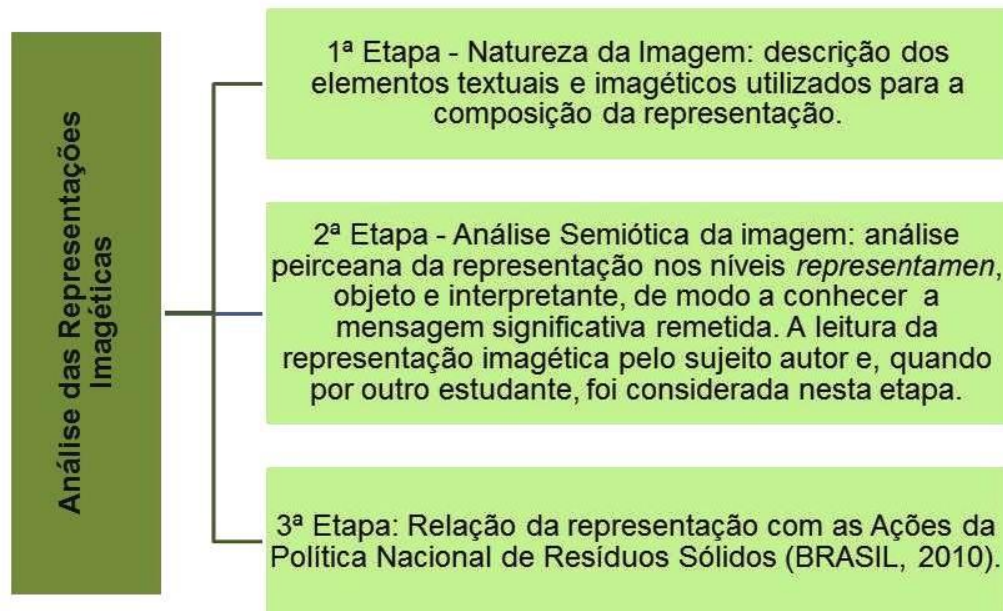 Análise das Representações
Imagéticas
1ª Etapa - Natureza da Imagem: descrição dos
elementos textuais e imagéticos utilizados para a
composição da representação.
2ª Etapa - Análise Semiótica da imagem: análise
peirceana da representação nos níveis representamen,
objeto e interpretante, de modo a conhecer a
mensagem significativa remetida. A leitura da
representação imagética pelo sujeito autor e, quando
por outro estudante, foi considerada nesta etapa.
3ª Etapa: Relação da representação com as Ações da
Política Nacional de Resíduos Sólidos (BRASIL, 2010).